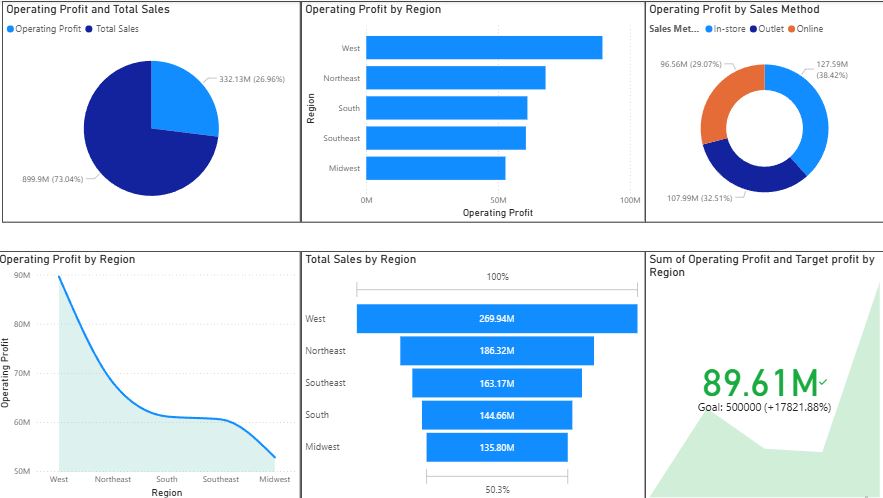 Operating Profit and Total Sales
Operating Profit Total Sales
332.13M (26.96%)
899.9M (73.04%)
Operating Profit by Region
Region
West
Northeast
South
Southeast
Midwest
0M 50M 100M
Operating Profit
Operating Profit by Sales Method
Sales Met... In-store Outlet Online
96.56M (29.07%)
127.59M
(38.42%)
107.99M (32.51%)
Operating Profit by Region
Operating Profit
90M
80M
70M
60M
50M
West Northeast South Southeast Midwest
Region
Total Sales by Region
100%
West 269.94M
Northeast 186.32M
Southeast 163.17M
South 144.66M
Midwest 135.80M
50.3%
Sum of Operating Profit and Target profit by
Region
89.61M
Goal: 500000 (+17821.88%)